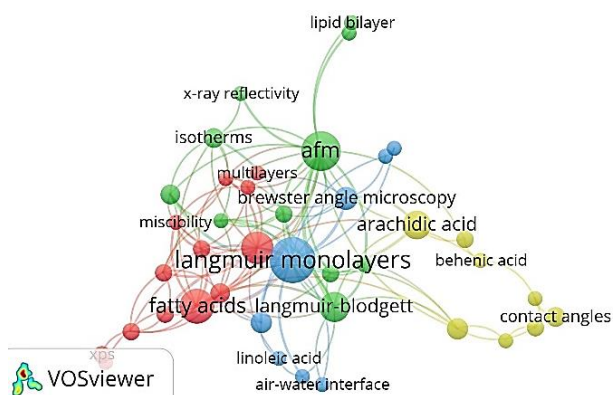 lipid bilayer
x-ray reflectivity
isotherms
afm
multilayers
brewster angle microscopy
miscibility
arachidic acid
langmuir monolayers
behenic acid
fatty acids
langmuir-blodgett
contact angles
xps
linoleic acid
air-water interface
VOSviewer